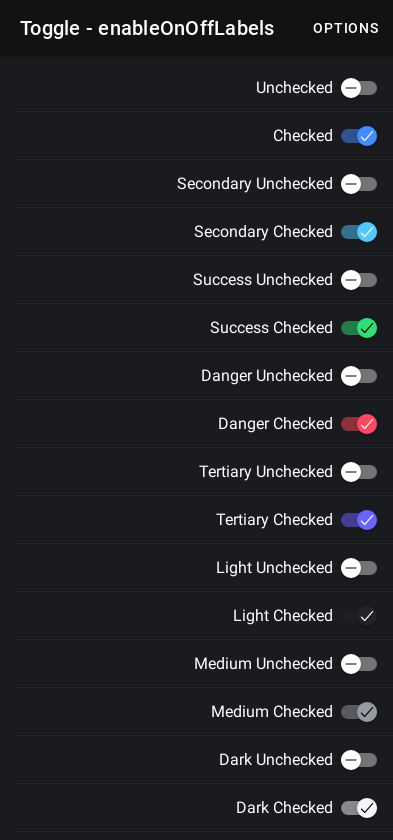 Toggle - enableOnOffLabels OPTIONS
Unchecked
Checked
Secondary Unchecked
Secondary Checked
Success Unchecked
Success Checked
Danger Unchecked
Danger Checked
Tertiary Unchecked
Tertiary Checked
Light Unchecked
Light Checked
Medium Unchecked
Medium Checked
Dark Unchecked
Dark Checked